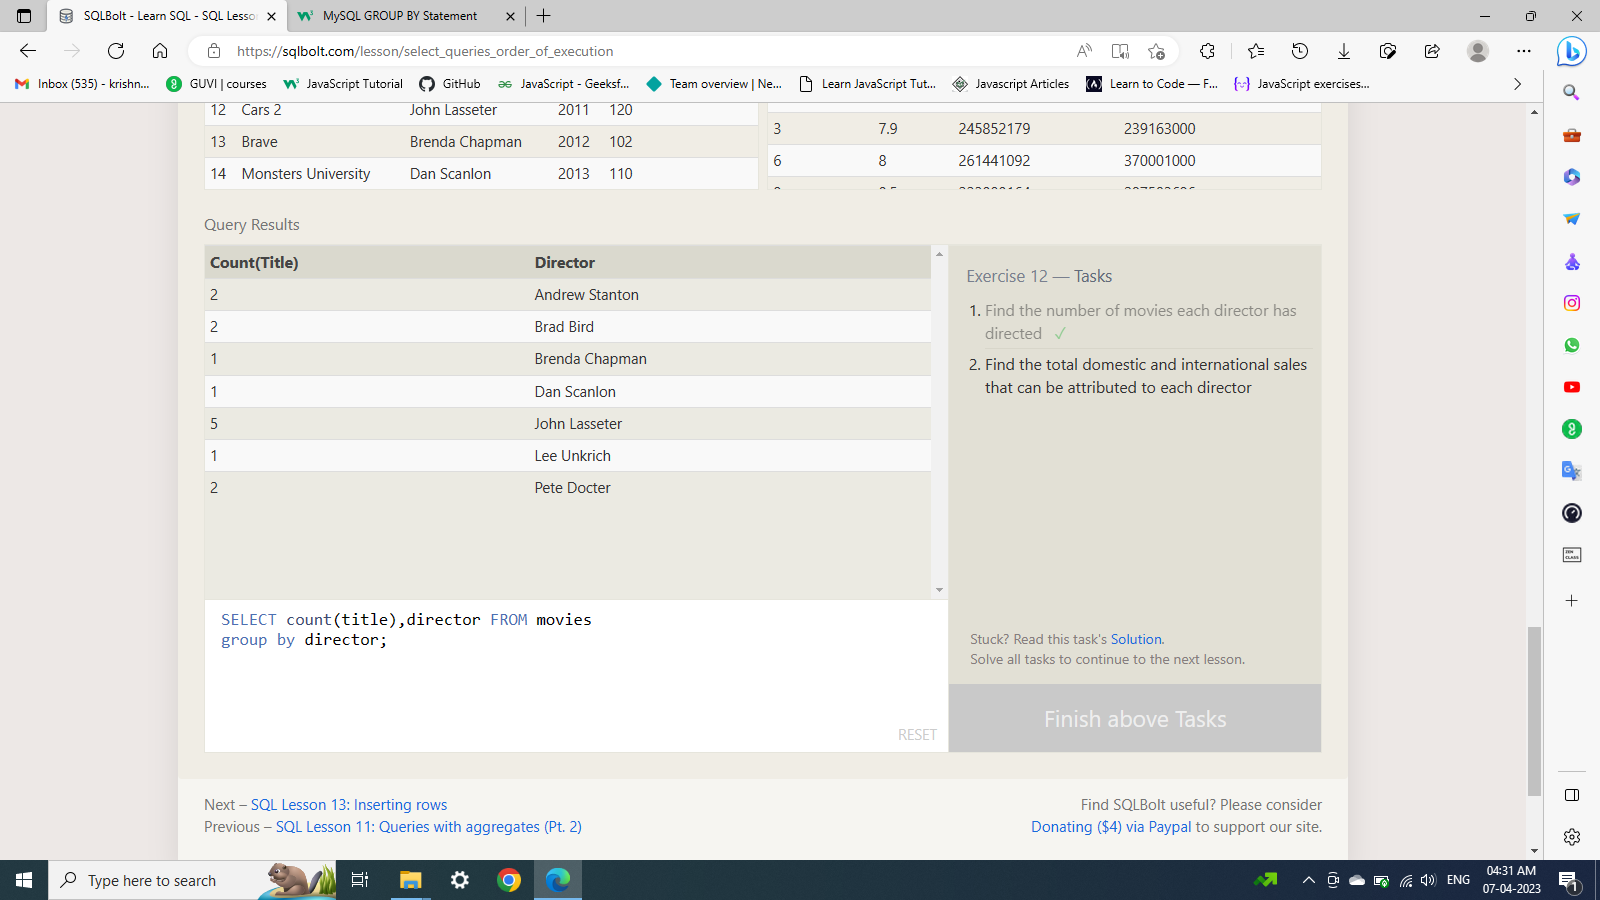 SQLBolt - Learn SQL - SQL Lesso
MySQL GROUP BY Statement
https://sqlbolt.com/lesson/select_queries_order_of_execution
Inbox (535) - krishn...
GUVI | courses
JavaScript Tutorial
GitHub
JavaScript - Geeksf...
Team overview | Ne...
Learn JavaScript Tut...
Javascript Articles
Learn to Code — F...
JavaScript exercises...
12 Cars 2 John Lasseter 2011 120
13 Brave Brenda Chapman 2012 102
14 Monsters University Dan Scanlon 2013 110
3 7.9 245852179 239163000
6 8 261441092 370001000
Query Results
Count(Title) Director
2 Andrew Stanton
2 Brad Bird
1 Brenda Chapman
1 Dan Scanlon
5 John Lasseter
1 Lee Unkrich
2 Pete Docter
SELECT count(title),director FROM movies
group by director;
RESET
Exercise 12 — Tasks
1. Find the number of movies each director has
directed ✓
2. Find the total domestic and international sales
that can be attributed to each director
Stuck? Read this task's Solution.
Solve all tasks to continue to the next lesson.
Finish above Tasks
Next – SQL Lesson 13: Inserting rows
Previous – SQL Lesson 11: Queries with aggregates (Pt. 2)
Find SQLBolt useful? Please consider
Donating ($4) via Paypal to support our site.
Type here to search
ENG
04:31 AM
07-04-2023
1